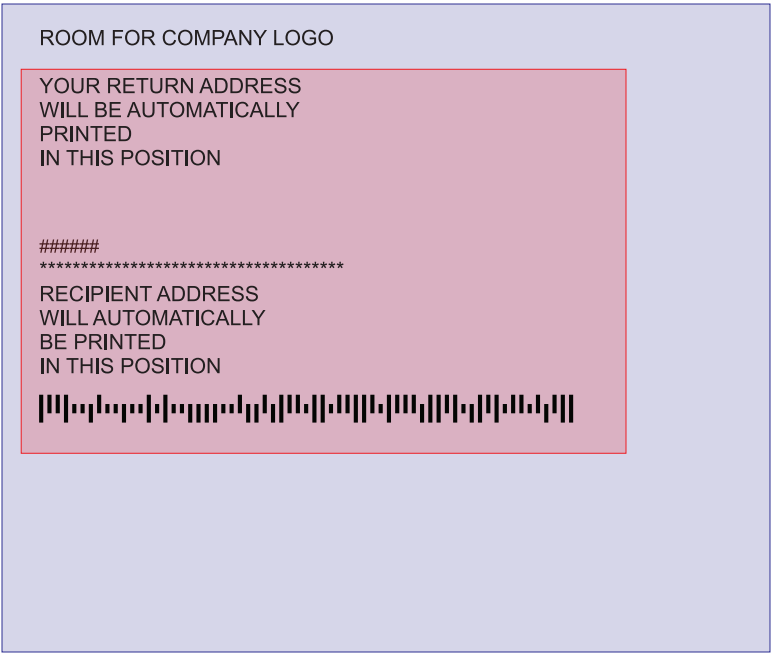 ROOM FOR COMPANY LOGO
YOUR RETURN ADDRESS
WILL BE AUTOMATICALLY
PRINTED
IN THIS POSITION
######
*************************************
RECIPIENT ADDRESS
WILL AUTOMATICALLY
BE PRINTED
IN THIS POSITION